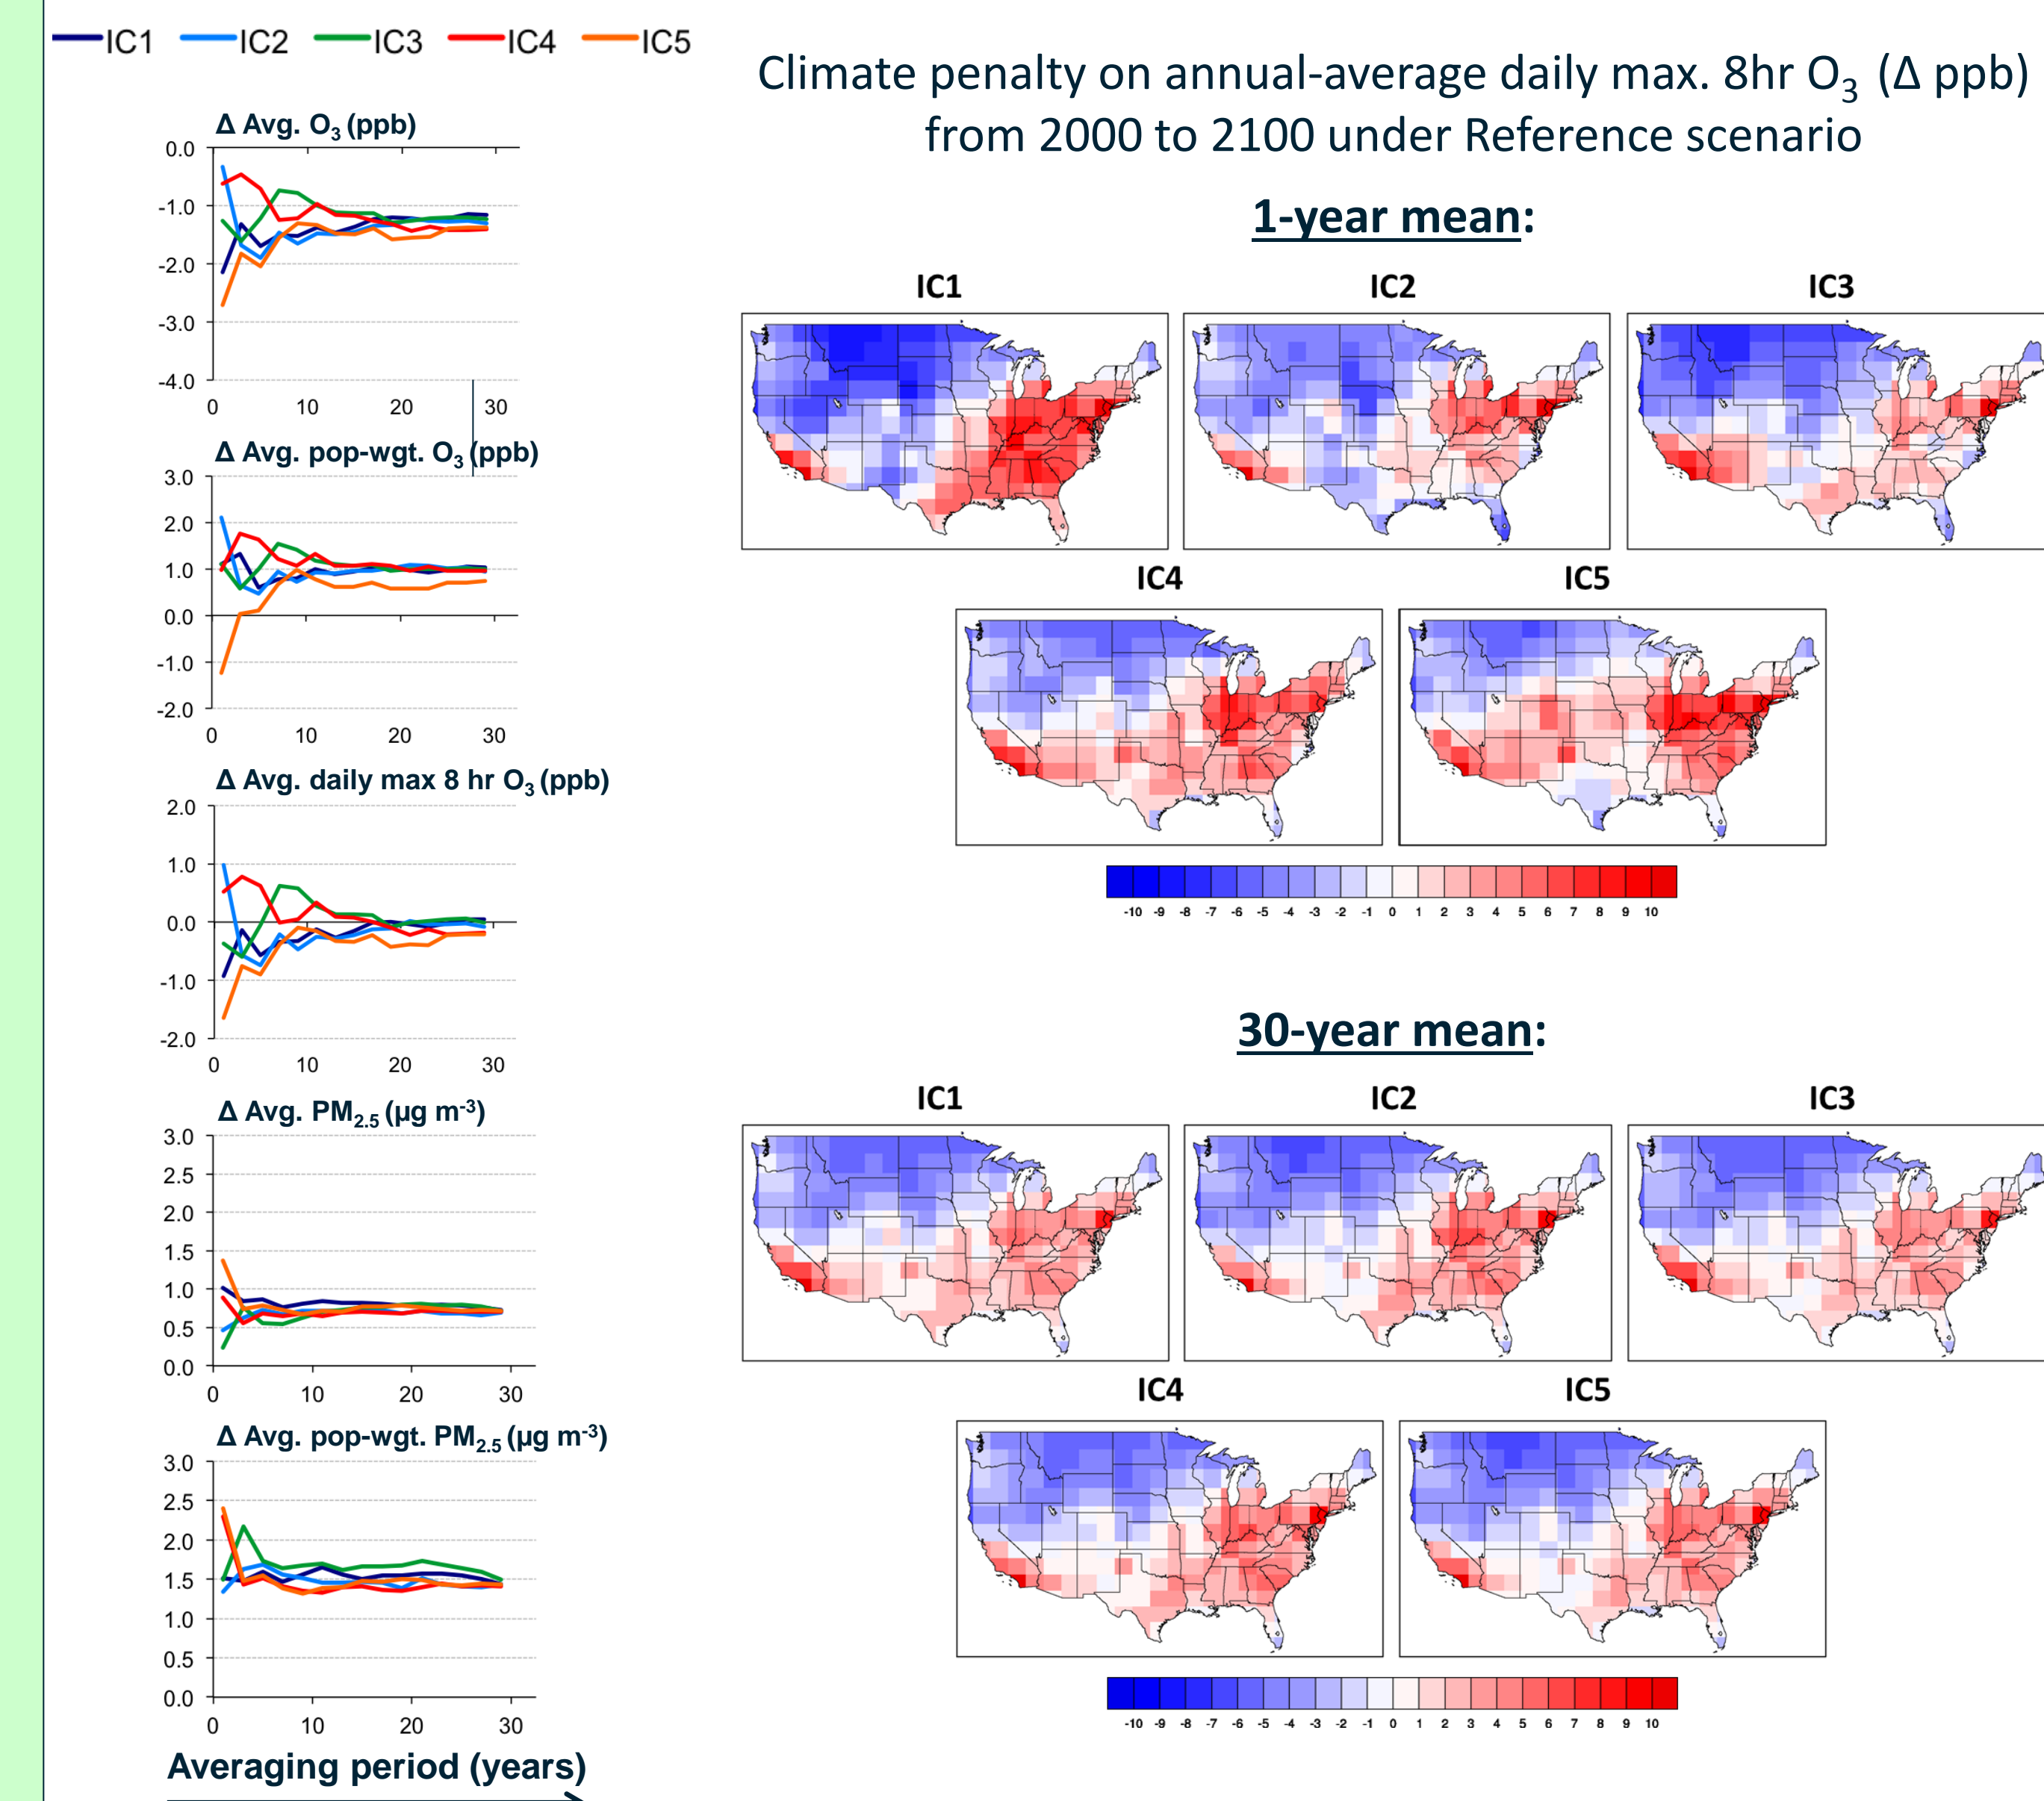 IC1 IC2 IC3 IC4 IC5
Climate penalty on annual-average daily max. 8hr O3 (Δ ppb)
from 2000 to 2100 under Reference scenario
Δ Avg. O3 (ppb)
0.0
-1.0
-2.0
-3.0
-4.0
0 10 20 30
Δ Avg. pop-wgt. O3 (ppb)
3.0
2.0
1.0
0.0
-1.0
-2.0
0 10 20 30
Δ Avg. daily max 8 hr O3 (ppb)
2.0
1.0
0.0
-1.0
-2.0
0 10 20 30
Δ Avg. PM2.5 (µg m-3)
3.0
2.5
2.0
1.5
1.0
0.5
0.0
0 10 20 30
Δ Avg. pop-wgt. PM2.5 (µg m-3)
3.0
2.5
2.0
1.5
1.0
0.5
0.0
0 10 20 30
Averaging period (years)
1-year mean:
IC1 IC2 IC3
IC4 IC5
-10 -9 -8 -7 -6 -5 -4 -3 -2 -1 0 1 2 3 4 5 6 7 8 9 10
30-year mean:
IC1 IC2 IC3
IC4 IC5
-10 -9 -8 -7 -6 -5 -4 -3 -2 -1 0 1 2 3 4 5 6 7 8 9 10